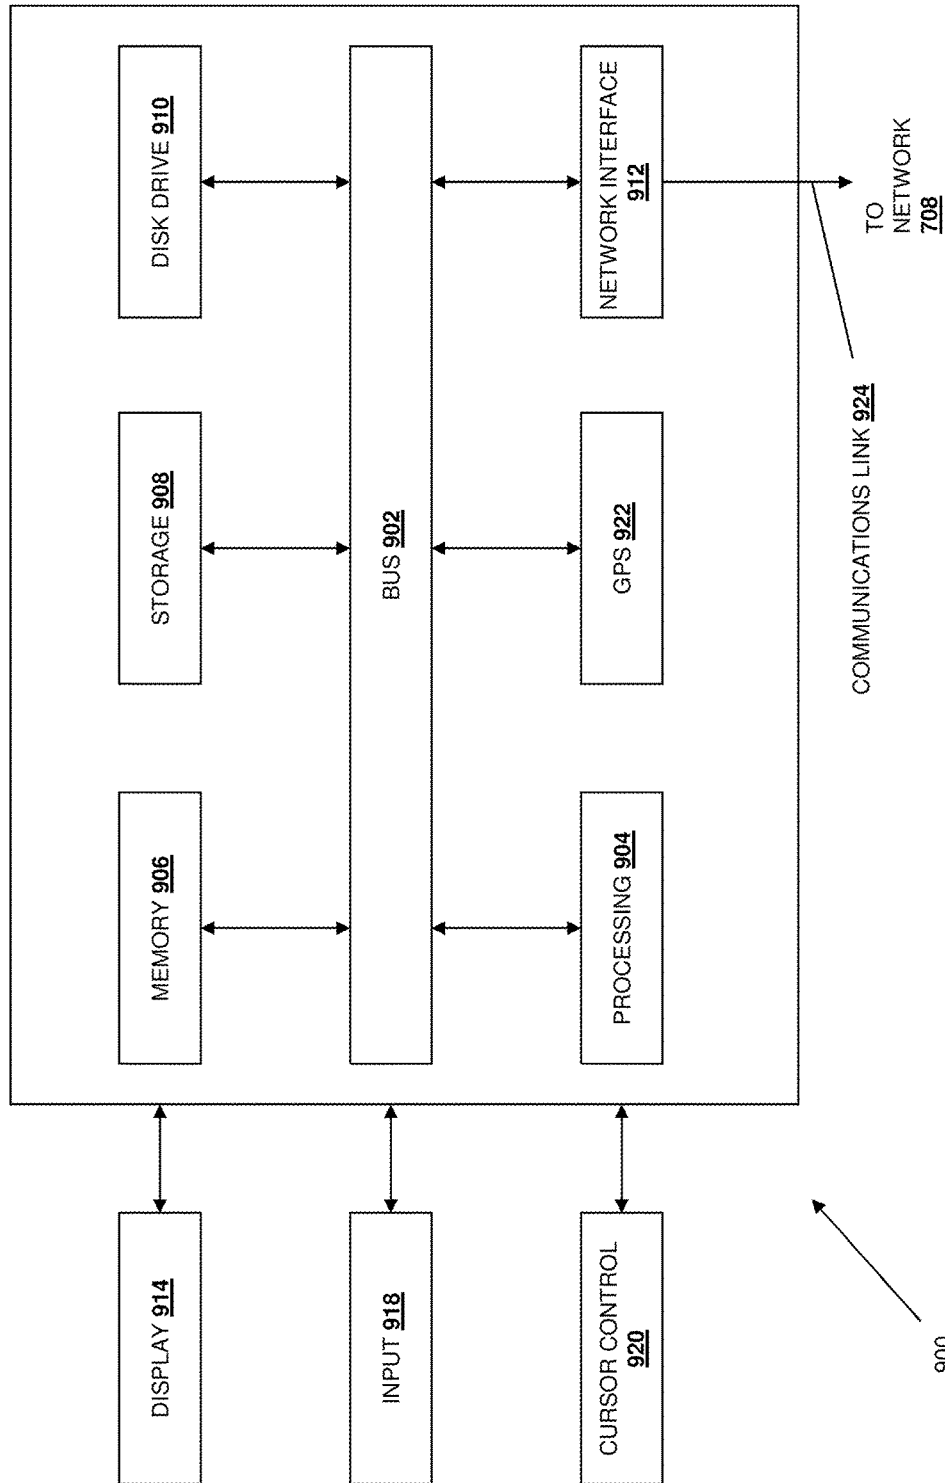 DISPLAY 914
MEMORY 906
STORAGE 908
DISK DRIVE 910
INPUT 918
BUS 902
CURSOR CONTROL
920
PROCESSING 904
GPS 922
NETWORK INTERFACE
912
COMMUNICATIONS LINK 924
TO
NETWORK
708
900